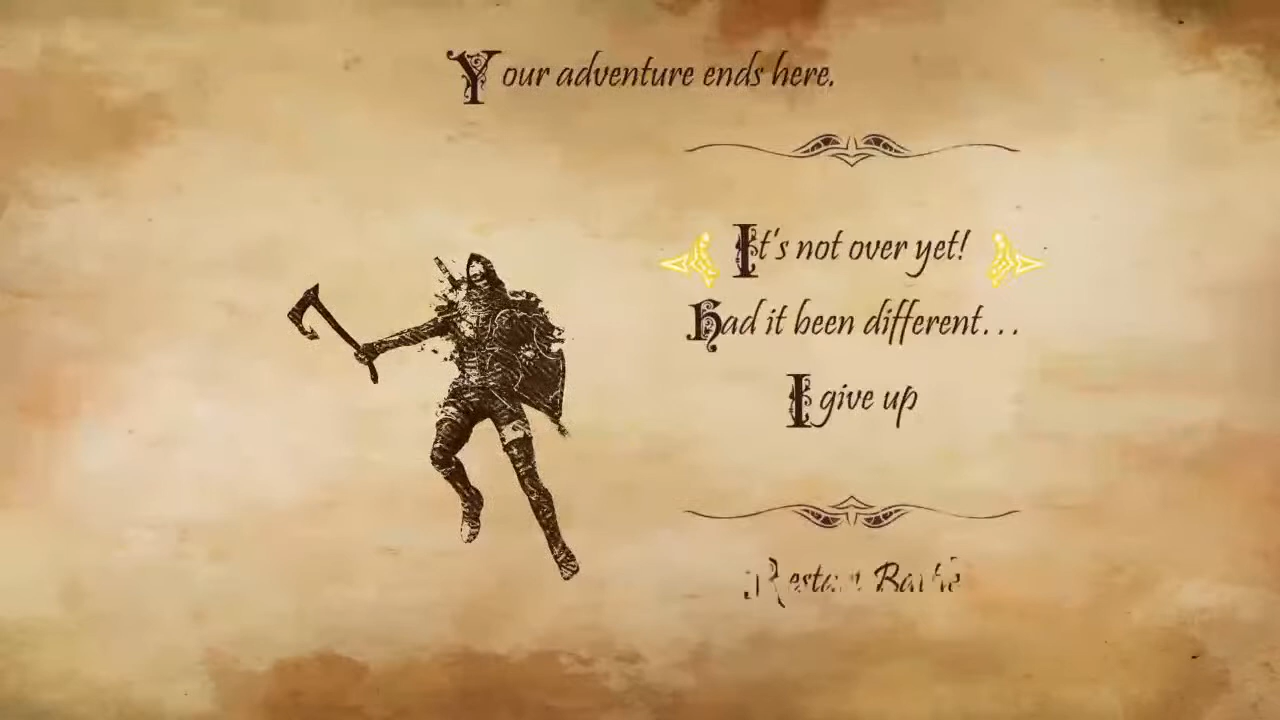 Your adventure ends here.
It's not over yet!
Had it been different...
I give up